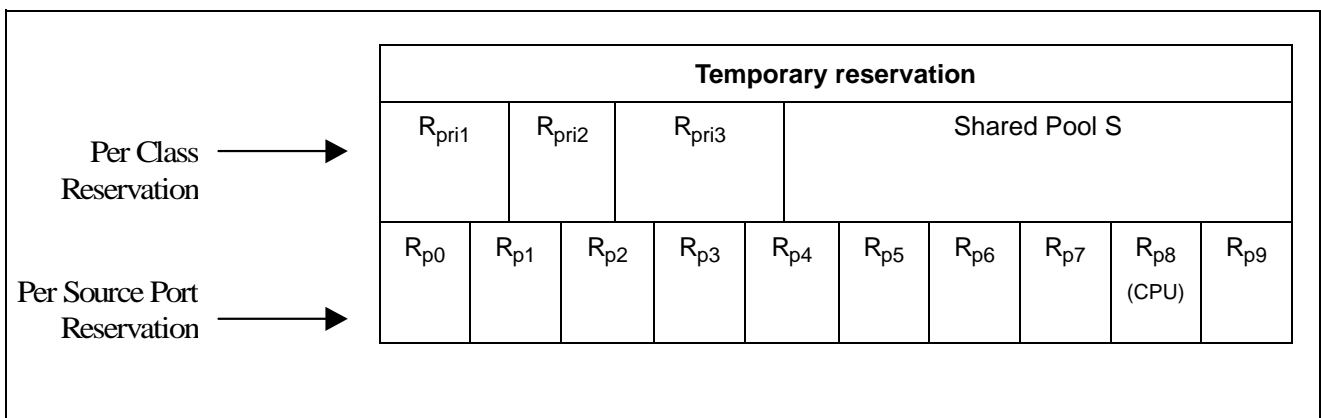 Temporary reservation
Per Class
Reservation
Rpri1 Rpri2 Rpri3 Shared Pool S
Per Source Port
Reservation
Rp0 Rp1 Rp2 Rp3 Rp4 Rp5 Rp6 Rp7 Rp8 Rp9
(CPU)